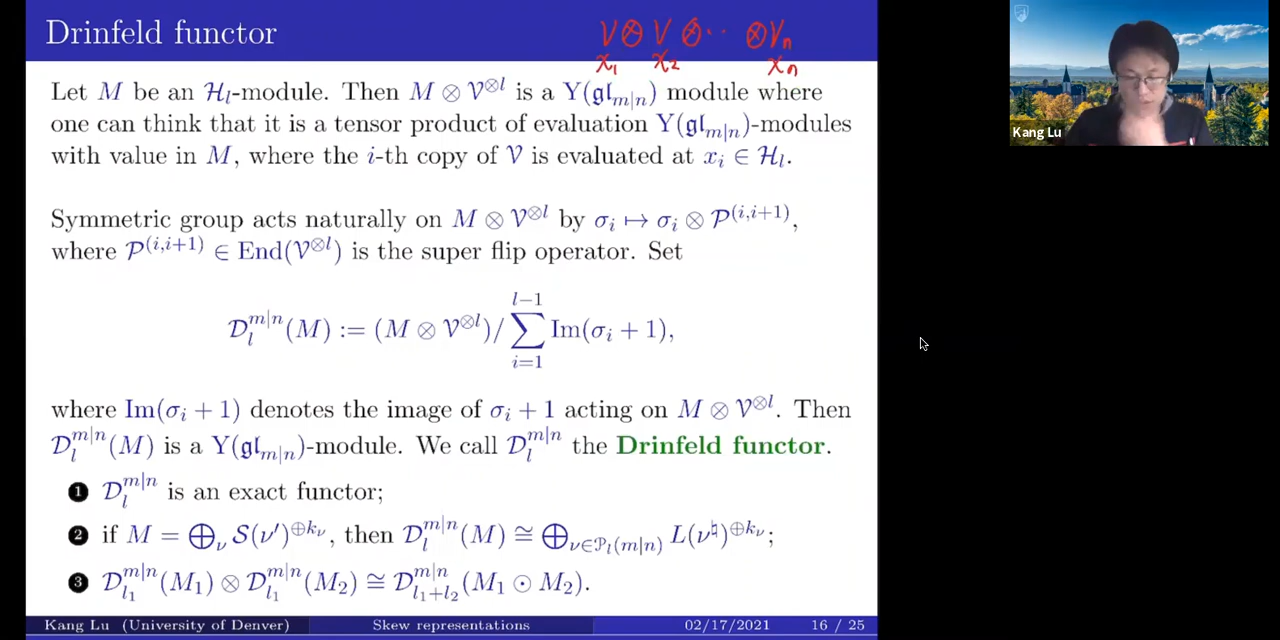 Drinfeld functor
V⊗ V ⊗ ·· ⊗Vₙ
x₁ x₂ xₙ
Let M be an ℋ_l-module. Then M ⊗ 𝒱^{⊗l} is a Y(𝔤𝔩_{m|n}) module where
one can think that it is a tensor product of evaluation Y(𝔤𝔩_{m|n})-modules
with value in M, where the i-th copy of 𝒱 is evaluated at x_i ∈ ℋ_l.
Symmetric group acts naturally on M ⊗ 𝒱^{⊗l} by σ_i ↦ σ_i ⊗ 𝒫^{(i,i+1)},
where 𝒫^{(i,i+1)} ∈ End(𝒱^{⊗l}) is the super flip operator. Set
𝒟_l^{m|n}(M) := (M ⊗ 𝒱^{⊗l})/ ∑_{i=1}^{l−1} Im(σ_i + 1),
where Im(σ_i + 1) denotes the image of σ_i + 1 acting on M ⊗ 𝒱^{⊗l}. Then
𝒟_l^{m|n}(M) is a Y(𝔤𝔩_{m|n})-module. We call 𝒟_l^{m|n} the Drinfeld functor.
1 𝒟_l^{m|n} is an exact functor;
2 if M = ⊕_ν 𝒮(ν′)^{⊕k_ν}, then 𝒟_l^{m|n}(M) ≅ ⊕_{ν∈𝒫_l(m|n)} L(ν^♮)^{⊕k_ν};
3 𝒟_{l_1}^{m|n}(M_1) ⊗ 𝒟_{l_1}^{m|n}(M_2) ≅ 𝒟_{l_1+l_2}^{m|n}(M_1 ⊙ M_2).
Kang Lu (University of Denver) Skew representations 02/17/2021 16 / 25
Kang Lu